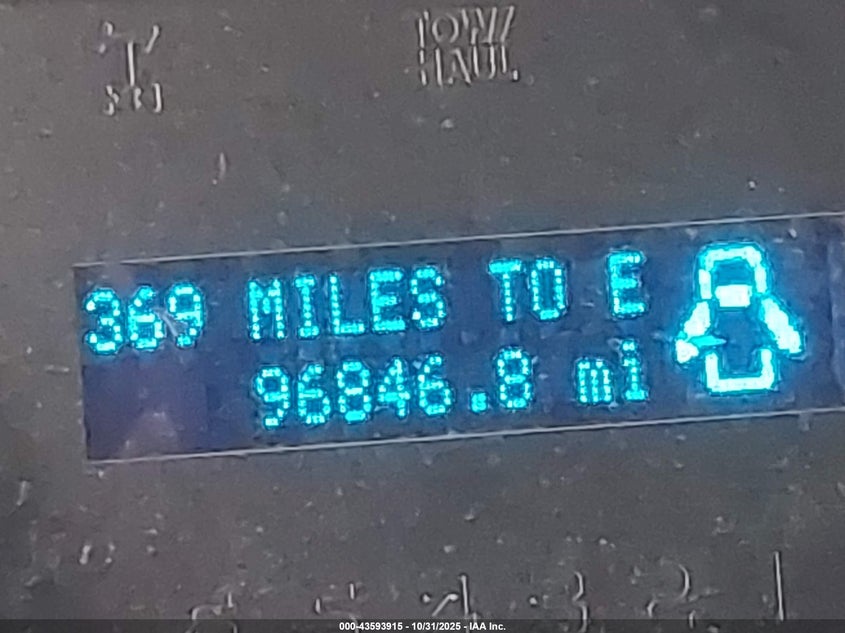 TOW/
HAUL
369 MILES TO E
96846.8 mi
000-43593915 - 10/31/2025 - IAA Inc.